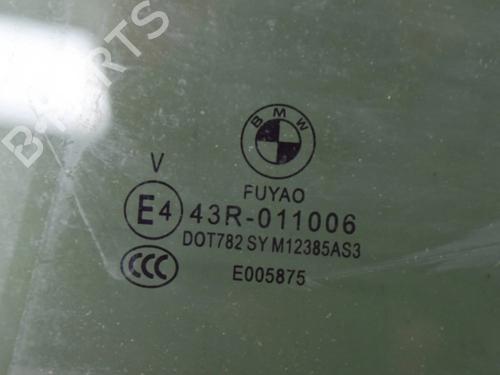 BMW
FUYAO
V
E4 43R-011006
DOT782 SY M12385AS3
CCC E005875